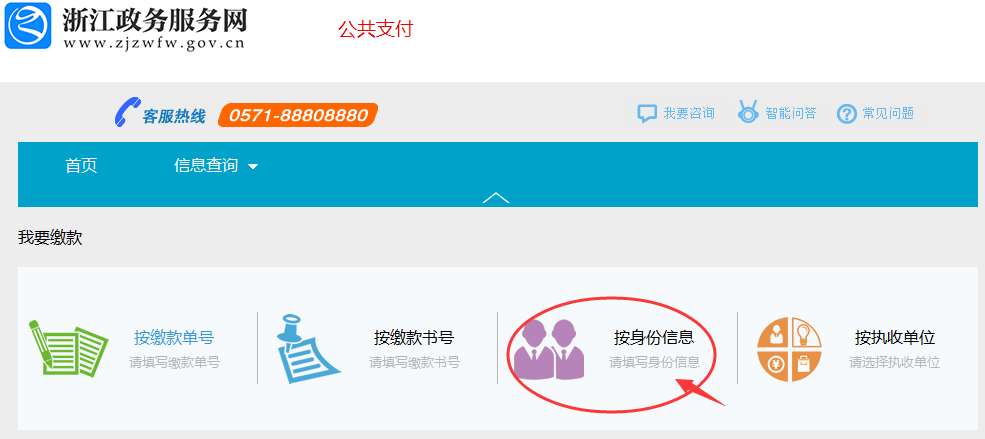 浙江政务服务网
www.zjzwfw.gov.cn
公共支付
客服热线 0571-88808880
我要咨询 智能问答 常见问题
首页 信息查询
我要缴款
按缴款单号 按缴款书号 按身份信息 按执收单位
请填写缴款单号 请填写缴款书号 请填写身份信息 请选择执收单位